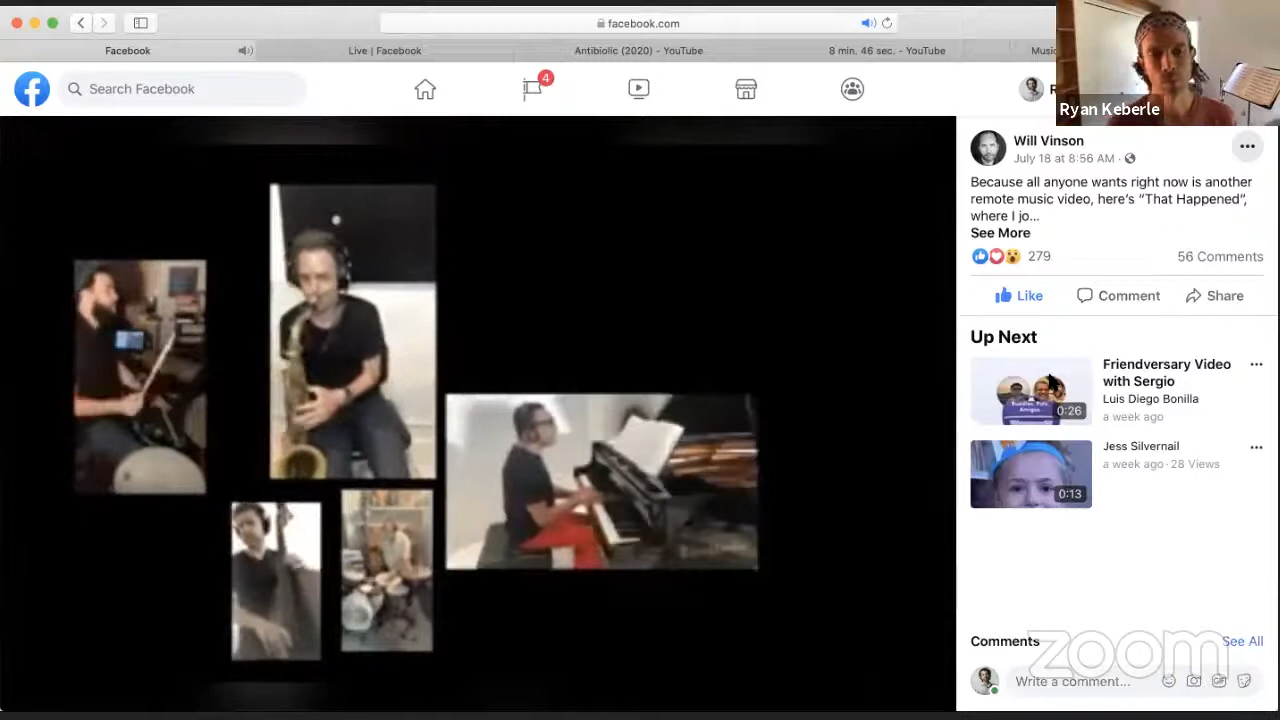 facebook.com
Facebook
Live | Facebook
Antibiolic (2020) - YouTube
8 min. 46 sec. - YouTube
Search Facebook
4
Ryan Keberle
Will Vinson
July 18 at 8:56 AM ·
Because all anyone wants right now is another
remote music video, here's “That Happened”,
where I jo...
See More
279
56 Comments
Like
Comment
Share
Up Next
Friendversary Video
with Sergio
Luis Diego Bonilla
a week ago
0:26
Jess Silvernail
a week ago · 28 Views
0:13
Comments
See All
zoom
Write a comment...
GIF